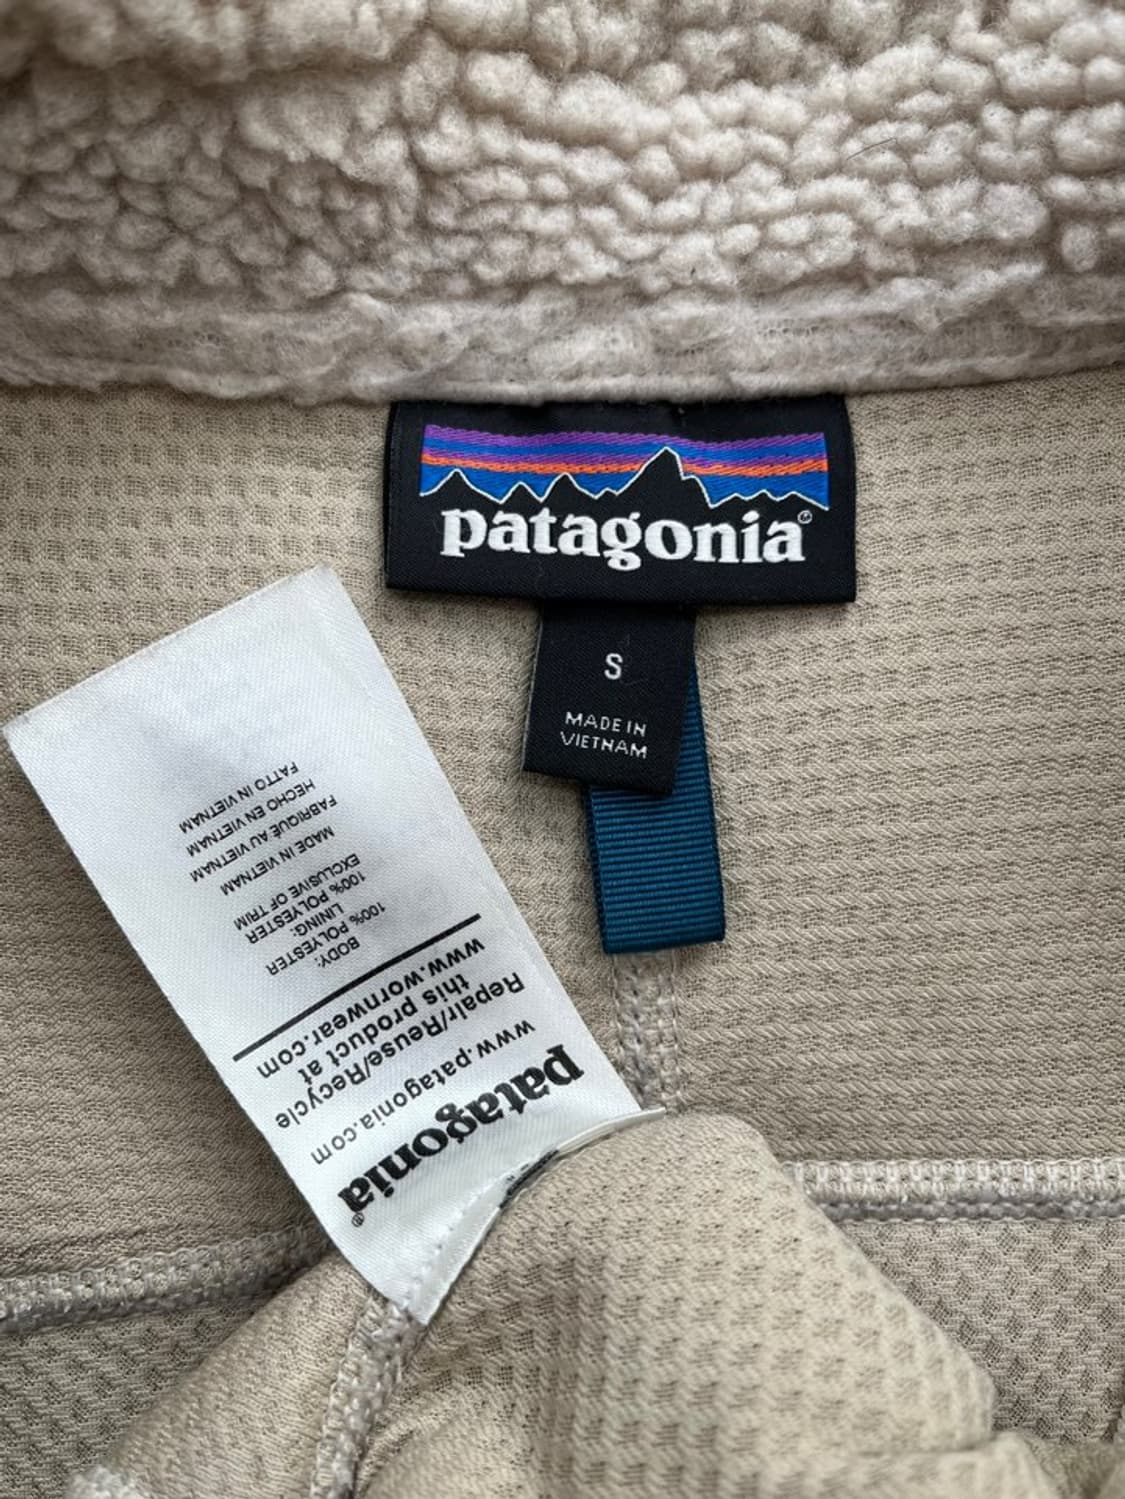 patagonia®
S
MADE IN
VIETNAM
patagonia®
www.patagonia.com
Repair/Reuse/Recycle
this product at
www.wornwear.com
BODY:
100% POLYESTER
LINING:
100% POLYESTER
EXCLUSIVE OF TRIM
MADE IN VIETNAM
FABRIQUÉ AU VIETNAM
HECHO EN VIETNAM
FATTO IN VIETNAM